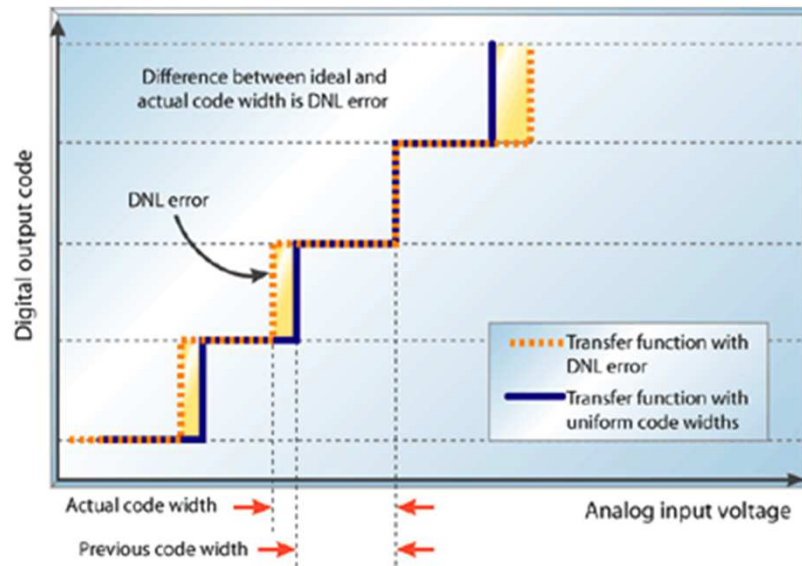 Difference between ideal and
actual code width is DNL error
DNL error
Digital output code
Transfer function with
DNL error
Transfer function with
uniform code widths
Actual code width
Analog input voltage
Previous code width